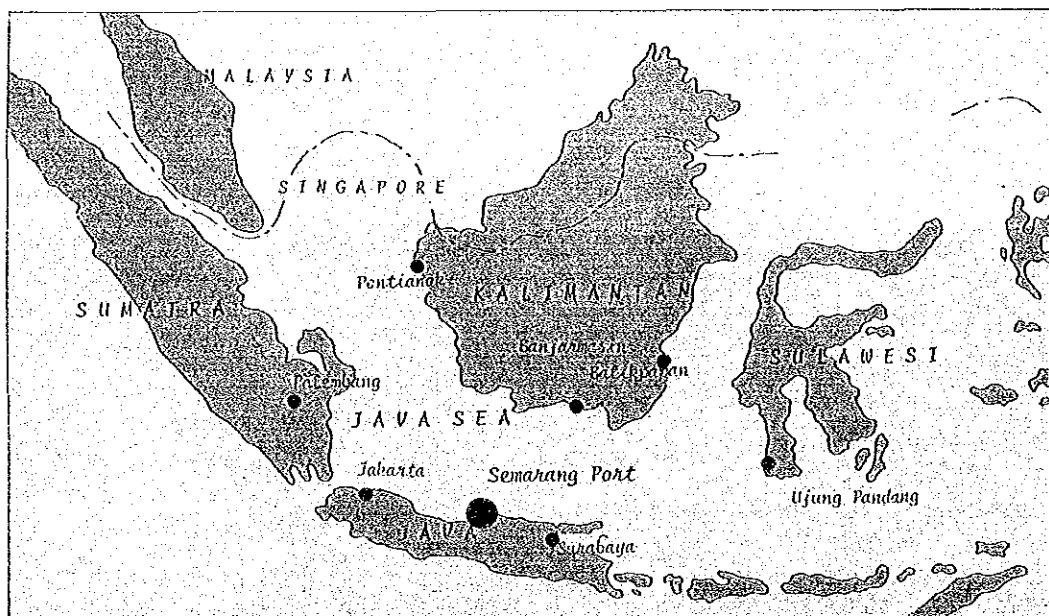 MALAYSIA
SINGAPORE
Pontianak
SUMATRA
KALIMANTAN
Banjarmasin
Balikpapan
SULAWESI
Palembang
JAVA SEA
Jakarta
Semarang Port
Ujung Pandang
JAVA
Surabaya